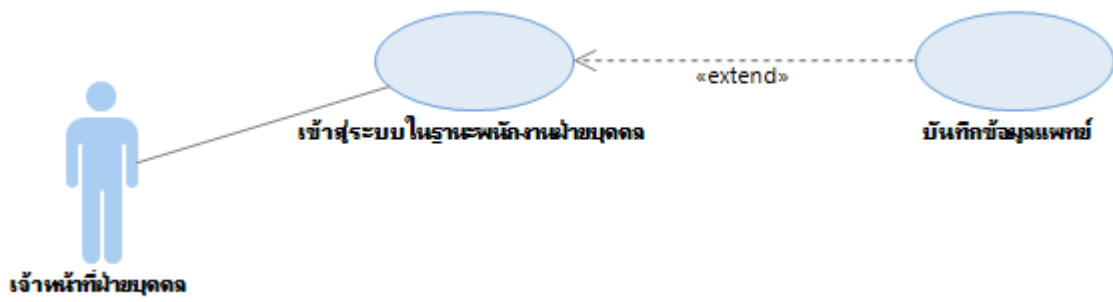 «extend»
เข้าสู่ระบบในฐานะพนักงานฝ่ายบุคคล
บันทึกข้อมูลแพทย์
เจ้าหน้าที่ฝ่ายบุคคล